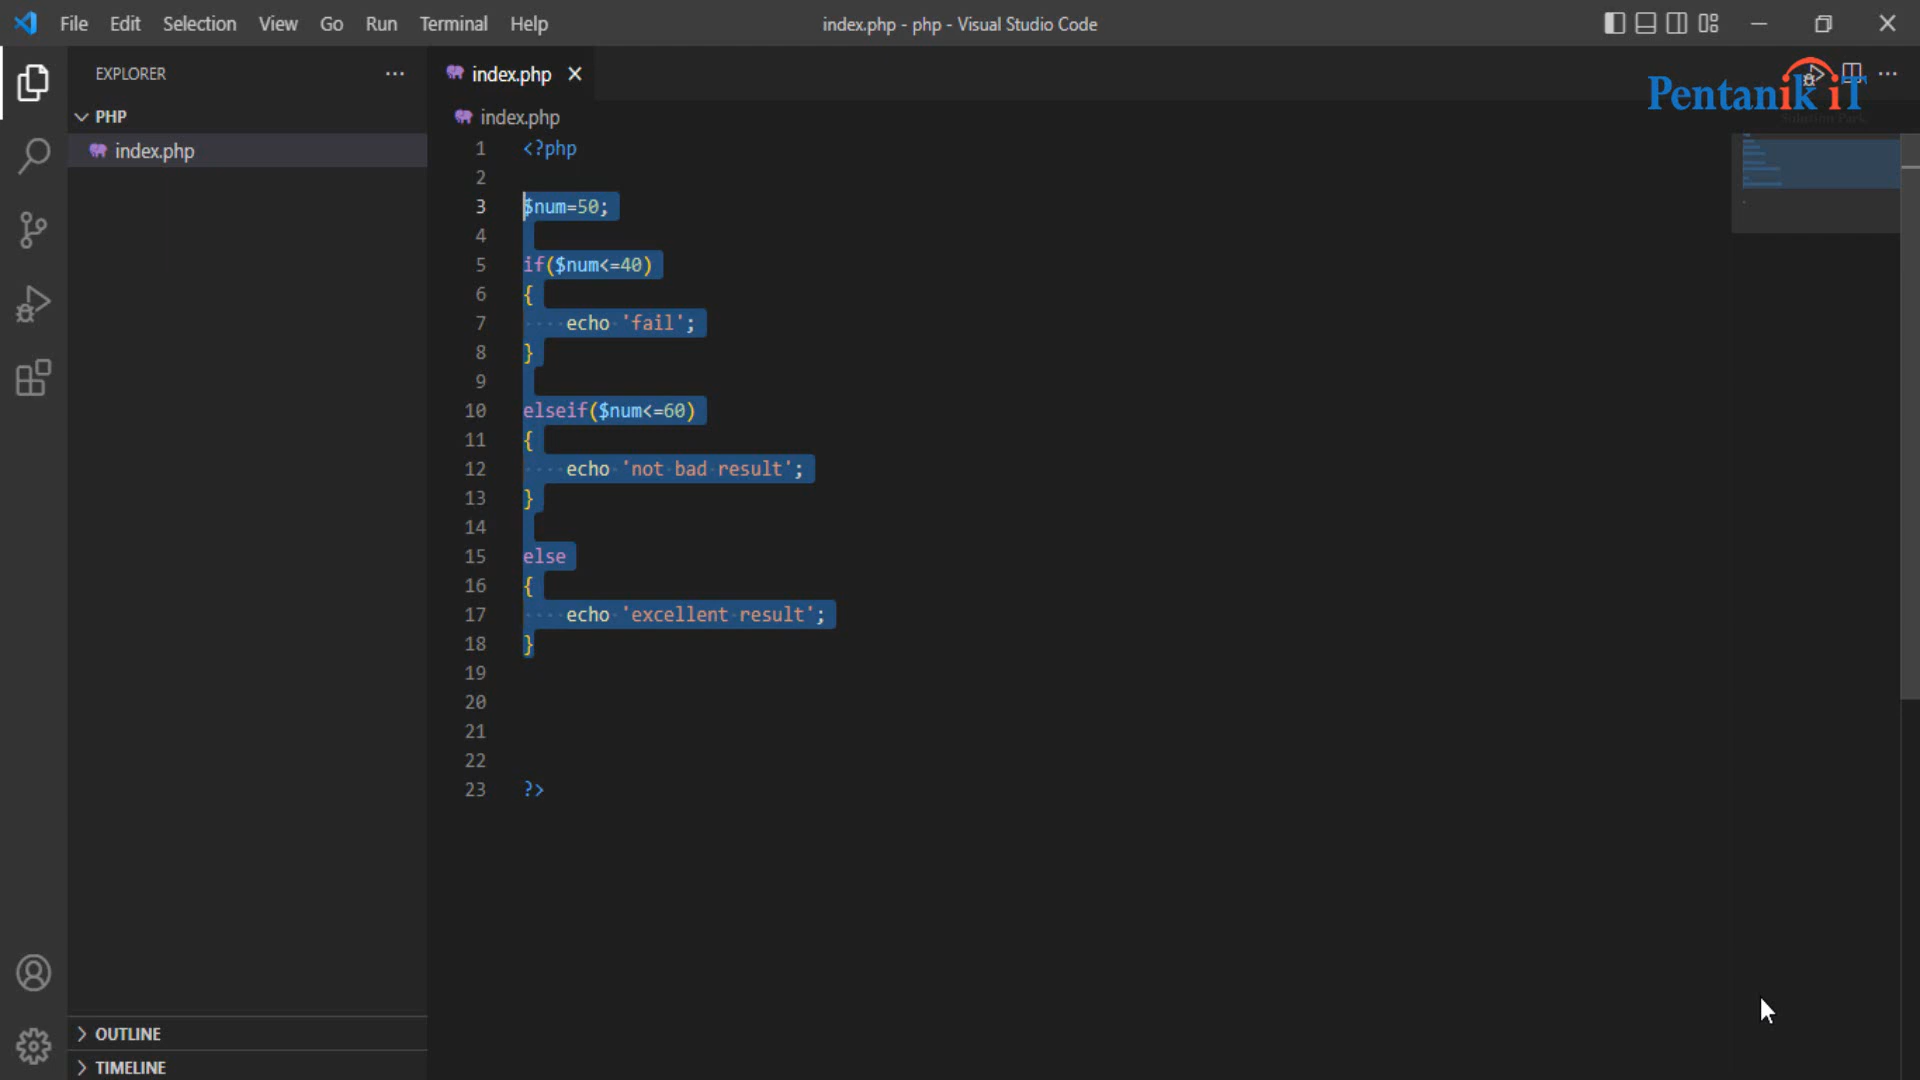 File Edit Selection View Go Run Terminal Help
index.php - php - Visual Studio Code
EXPLORER
PHP
index.php
OUTLINE
TIMELINE
index.php
Pentanik iT
Solution Park
index.php
1 <?php
2
3 $num=50;
4
5 if($num<=40)
6 {
7 echo 'fail';
8 }
9
10 elseif($num<=60)
11 {
12 echo 'not bad result';
13 }
14
15 else
16 {
17 echo 'excellent result';
18 }
19
20
21
22
23 ?>